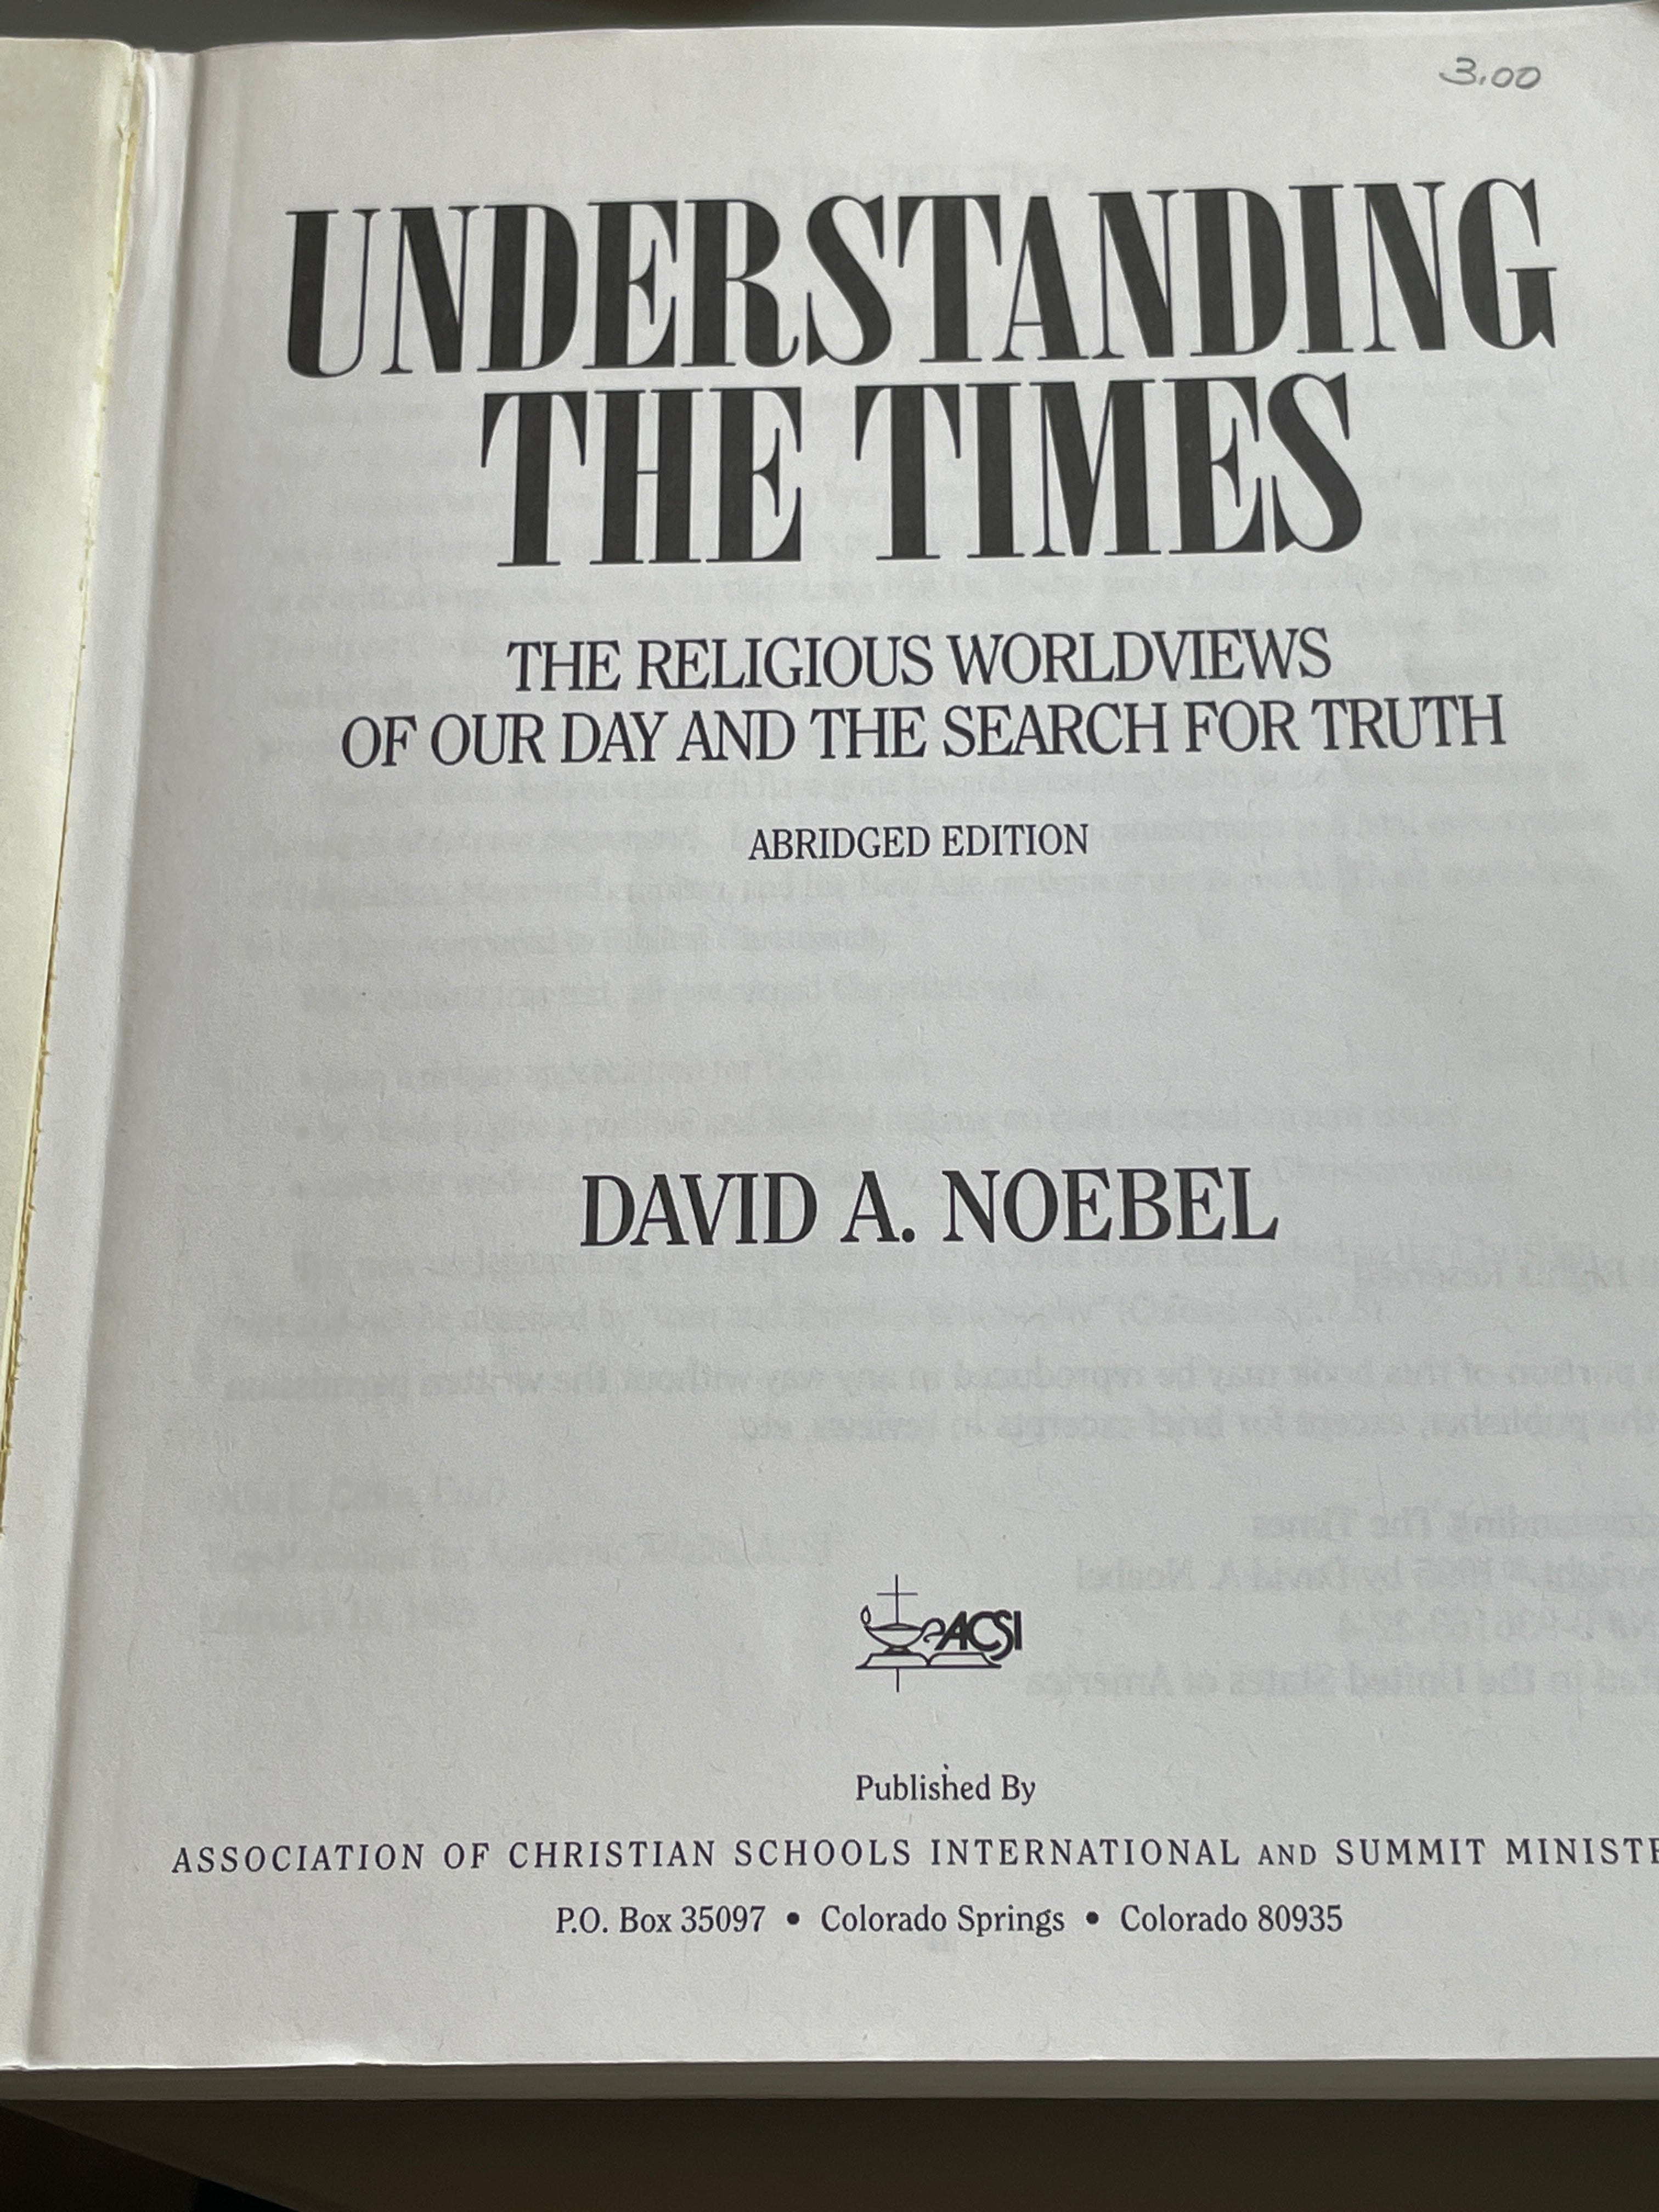 3.00
UNDERSTANDING
THE TIMES
THE RELIGIOUS WORLDVIEWS
OF OUR DAY AND THE SEARCH FOR TRUTH
ABRIDGED EDITION
DAVID A. NOEBEL
ACSI
Published By
ASSOCIATION OF CHRISTIAN SCHOOLS INTERNATIONAL AND SUMMIT MINISTE
P.O. Box 35097 • Colorado Springs • Colorado 80935